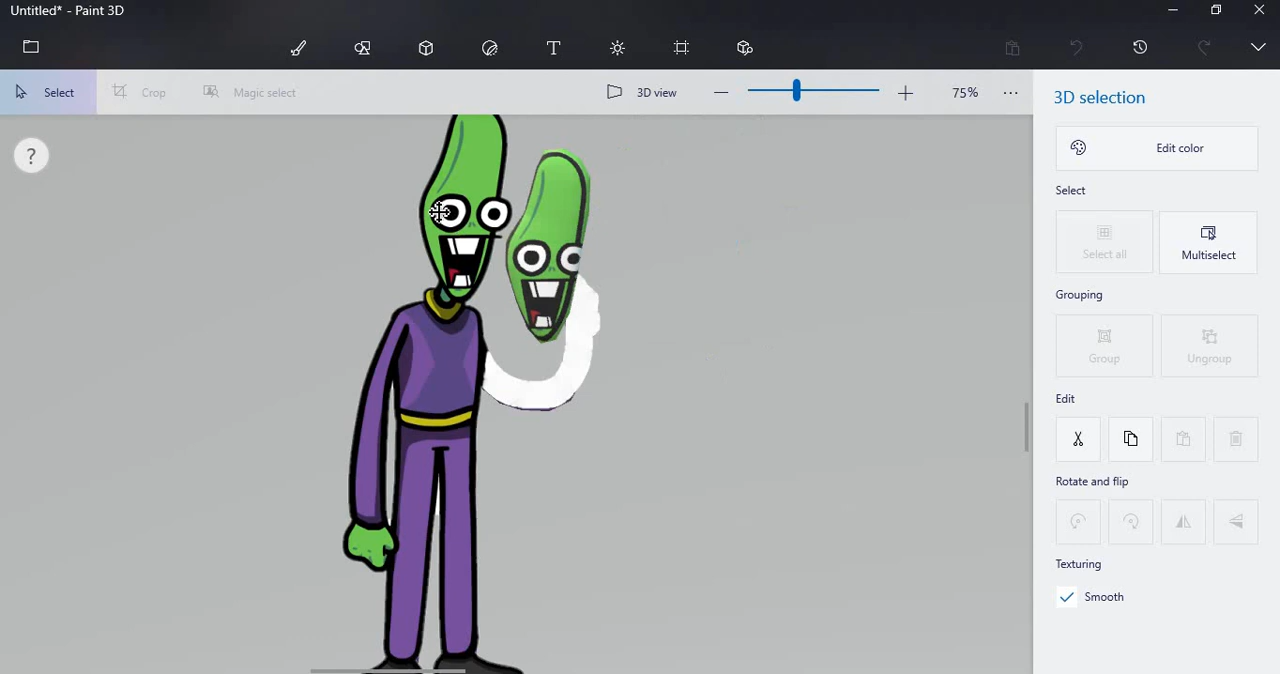 Untitled* - Paint 3D
Select
Crop
Magic select
3D view
75%
3D selection
Edit color
Select
Select all
Multiselect
Grouping
Group
Ungroup
Edit
Rotate and flip
Texturing
Smooth